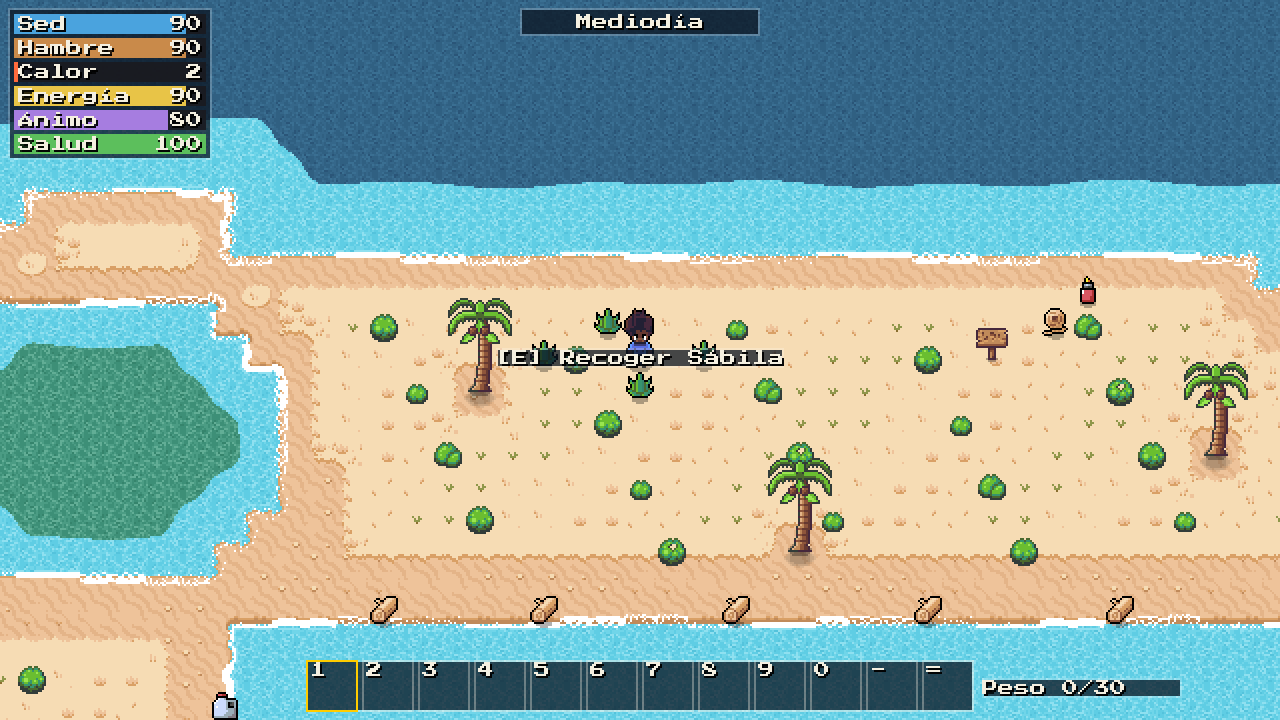 Sed 90
Mediodía
Hambre 90
Calor 2
Energía 90
Ánimo 80
Salud 100
[E] Recoger Sábila
1 2 3 4 5 6 7 8 9 0 - =
Peso 0/30